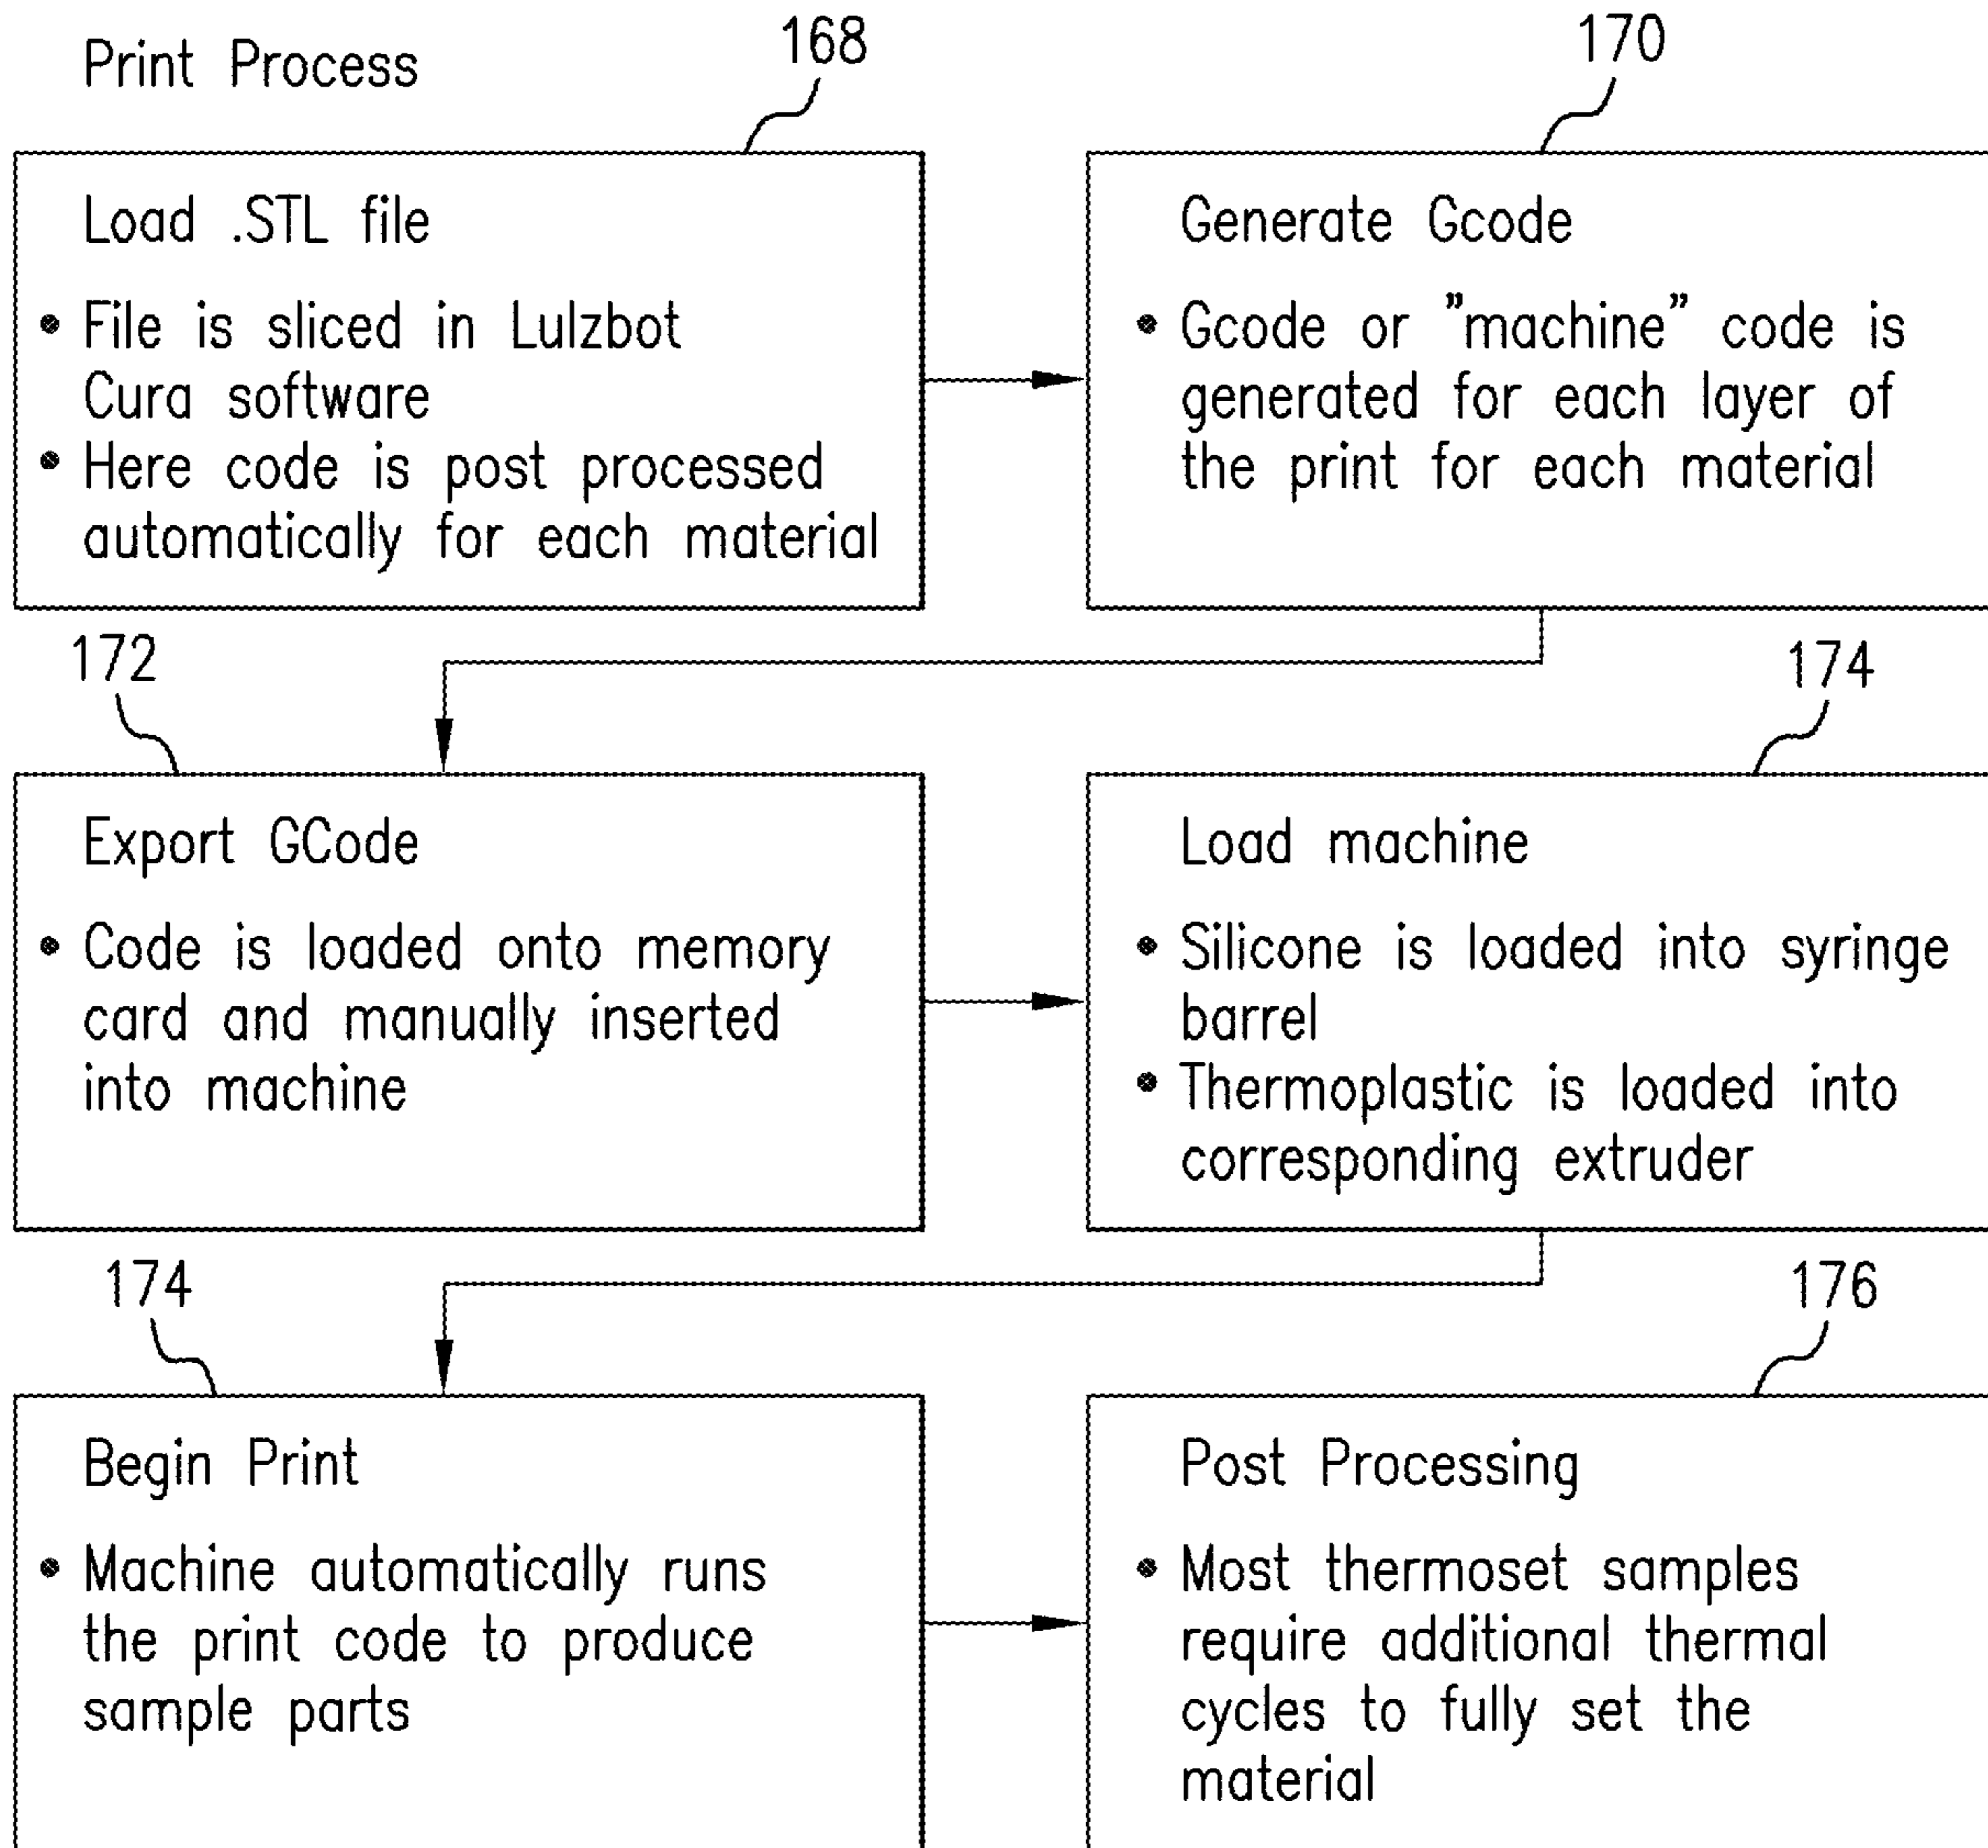 Print Process
168
170
Load .STL file
• File is sliced in Lulzbot
Cura software
• Here code is post processed
automatically for each material
Generate Gcode
• Gcode or "machine" code is
generated for each layer of
the print for each material
172
174
Export GCode
• Code is loaded onto memory
card and manually inserted
into machine
Load machine
• Silicone is loaded into syringe
barrel
• Thermoplastic is loaded into
corresponding extruder
174
176
Begin Print
• Machine automatically runs
the print code to produce
sample parts
Post Processing
• Most thermoset samples
require additional thermal
cycles to fully set the
material